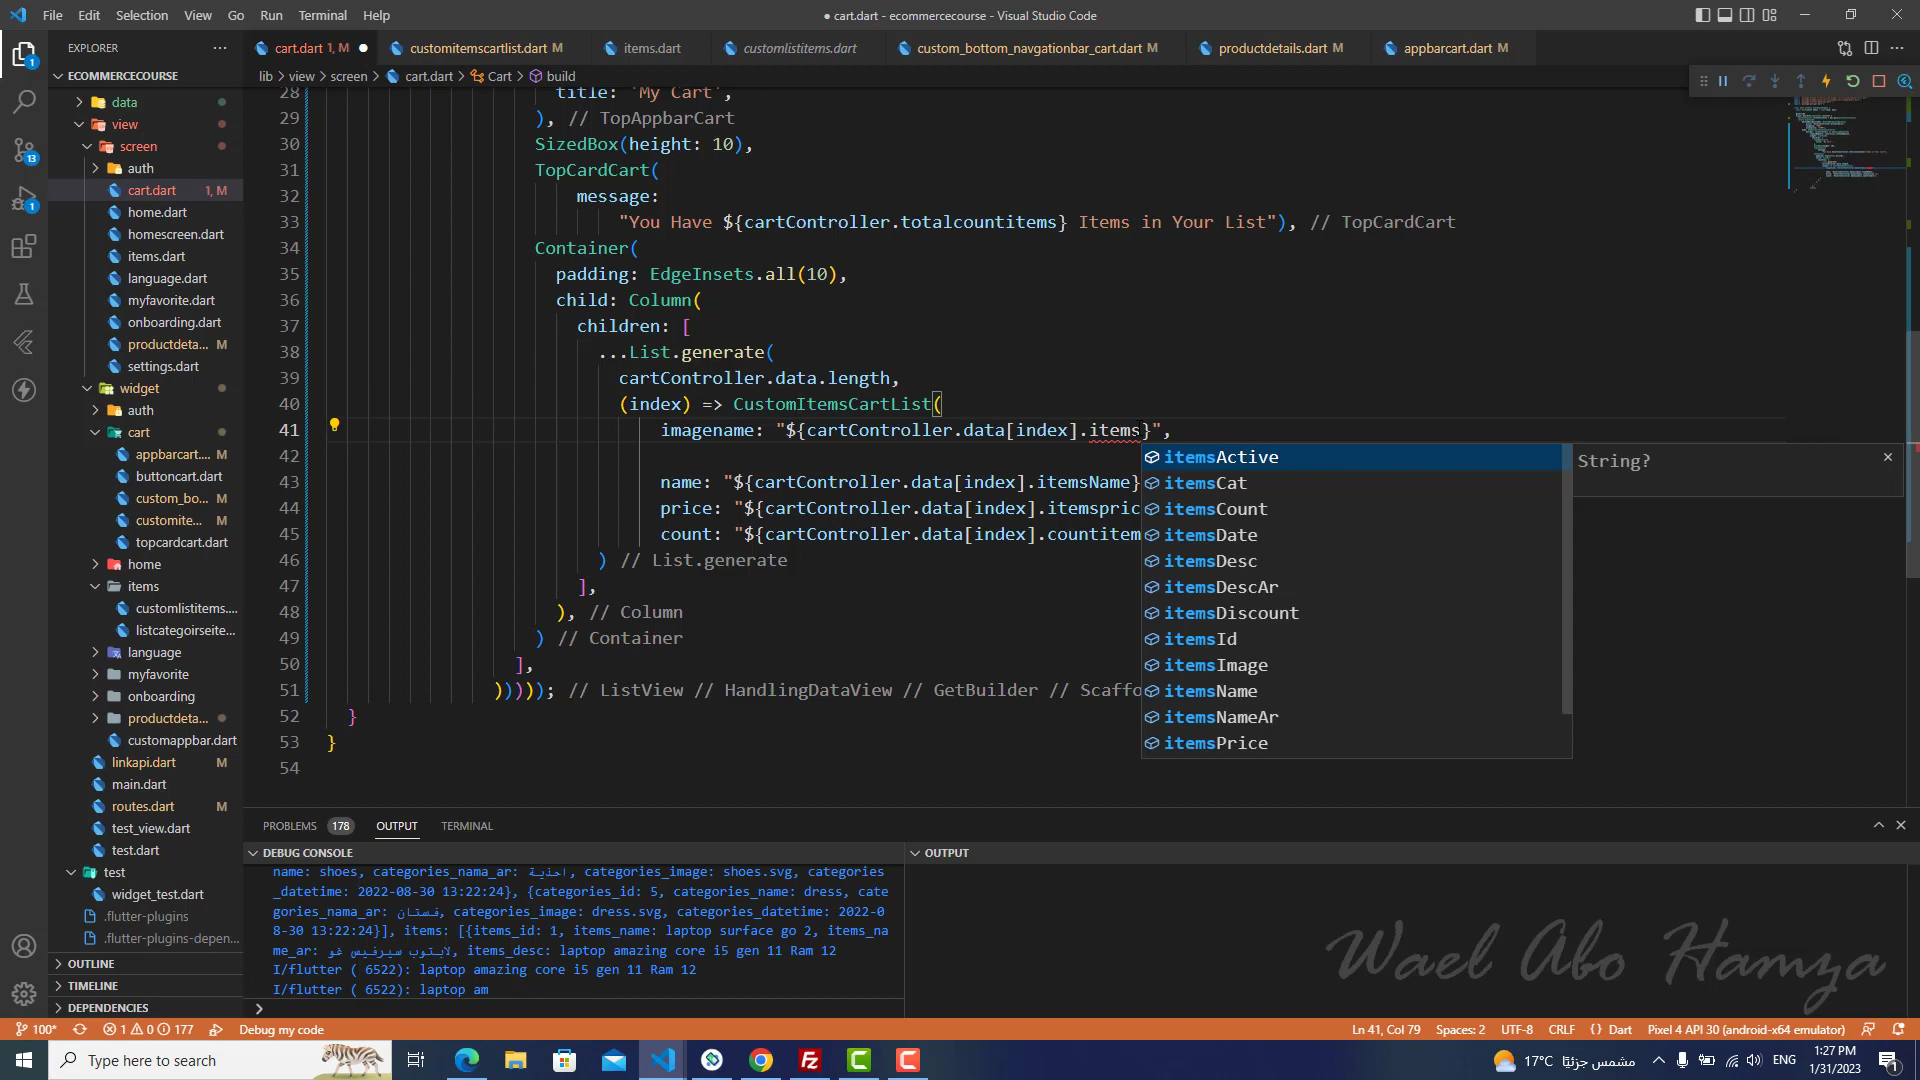 File Edit Selection View Go Run Terminal Help
● cart.dart - ecommercecourse - Visual Studio Code
EXPLORER
cart.dart 1, M
customitemscartlist.dart M
items.dart
customlistitems.dart
custom_bottom_navgationbar_cart.dart M
productdetails.dart M
appbarcart.dart M
lib > view > screen > cart.dart > Cart > build
ECOMMERCECOURSE
data
view
screen
auth
cart.dart 1, M
home.dart
homescreen.dart
items.dart
language.dart
myfavorite.dart
onboarding.dart
productdeta... M
settings.dart
widget
auth
cart
appbarcart.... M
buttoncart.dart
custom_bo... M
customite... M
topcardcart.dart
home
items
customlistitems....
listcategoirseite...
language
myfavorite
onboarding
productdeta...
customappbar.dart
linkapi.dart M
main.dart
routes.dart M
test_view.dart
test.dart
test
widget_test.dart
.flutter-plugins
.flutter-plugins-depen...
OUTLINE
TIMELINE
DEPENDENCIES
28 title: 'My Cart',
29 ), // TopAppbarCart
30 SizedBox(height: 10),
31 TopCardCart(
32 message:
33 "You Have ${cartController.totalcountitems} Items in Your List"), // TopCardCart
34 Container(
35 padding: EdgeInsets.all(10),
36 child: Column(
37 children: [
38 ...List.generate(
39 cartController.data.length,
40 (index) => CustomItemsCartList(
41 imagename: "${cartController.data[index].items}",
42
43 name: "${cartController.data[index].itemsName}
44 price: "${cartController.data[index].itemspric
45 count: "${cartController.data[index].countitem
46 ) // List.generate
47 ],
48 ), // Column
49 ) // Container
50 ],
51 ))))); // ListView // HandlingDataView // GetBuilder // Scaffo
52 }
53 }
54
itemsActive
itemsCat
itemsCount
itemsDate
itemsDesc
itemsDescAr
itemsDiscount
itemsId
itemsImage
itemsName
itemsNameAr
itemsPrice
String?
PROBLEMS 178 OUTPUT TERMINAL
DEBUG CONSOLE
OUTPUT
name: shoes, categories_nama_ar: احذية, categories_image: shoes.svg, categories
_datetime: 2022-08-30 13:22:24}, {categories_id: 5, categories_name: dress, cate
gories_nama_ar: فستان, categories_image: dress.svg, categories_datetime: 2022-0
8-30 13:22:24}], items: [{items_id: 1, items_name: laptop surface go 2, items_na
me_ar: لابتوب سيرفيس غو, items_desc: laptop amazing core i5 gen 11 Ram 12
I/flutter ( 6522): laptop amazing core i5 gen 11 Ram 12
I/flutter ( 6522): laptop am
Wael Abo Hamza
100* 1 0 177 Debug my code
Ln 41, Col 79 Spaces: 2 UTF-8 CRLF {} Dart Pixel 4 API 30 (android-x64 emulator)
Type here to search
17°C مشمس جزئيًا ENG
1:27 PM
1/31/2023